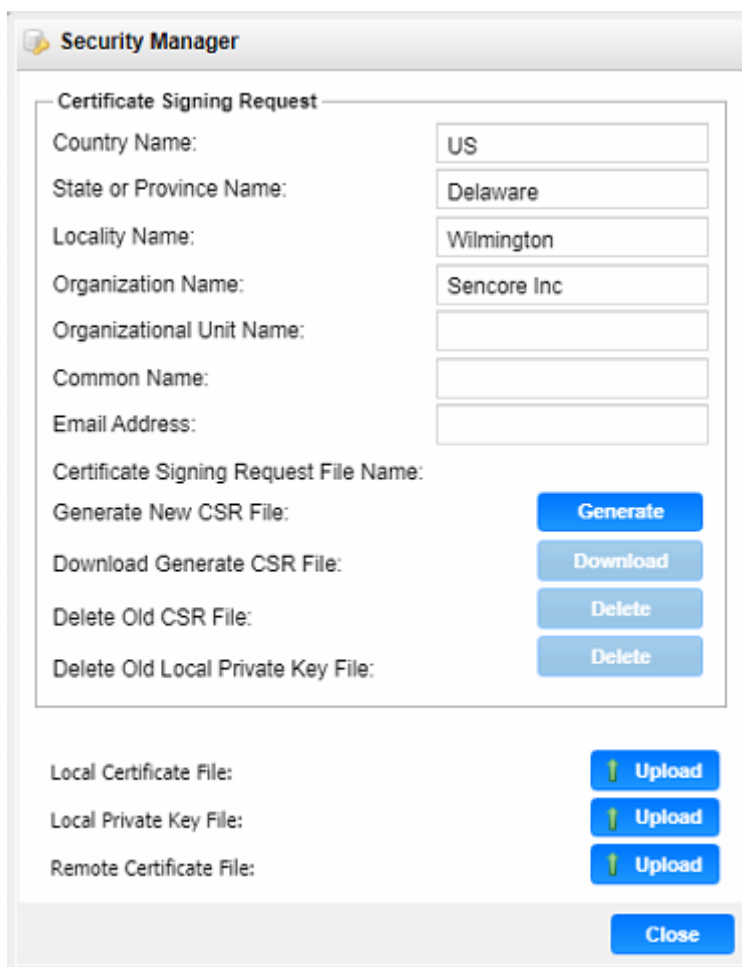 Security Manager
Certificate Signing Request
Country Name: US
State or Province Name: Delaware
Locality Name: Wilmington
Organization Name: Sencore Inc
Organizational Unit Name:
Common Name:
Email Address:
Certificate Signing Request File Name:
Generate New CSR File: Generate
Download Generate CSR File: Download
Delete Old CSR File: Delete
Delete Old Local Private Key File: Delete
Local Certificate File: Upload
Local Private Key File: Upload
Remote Certificate File: Upload
Close